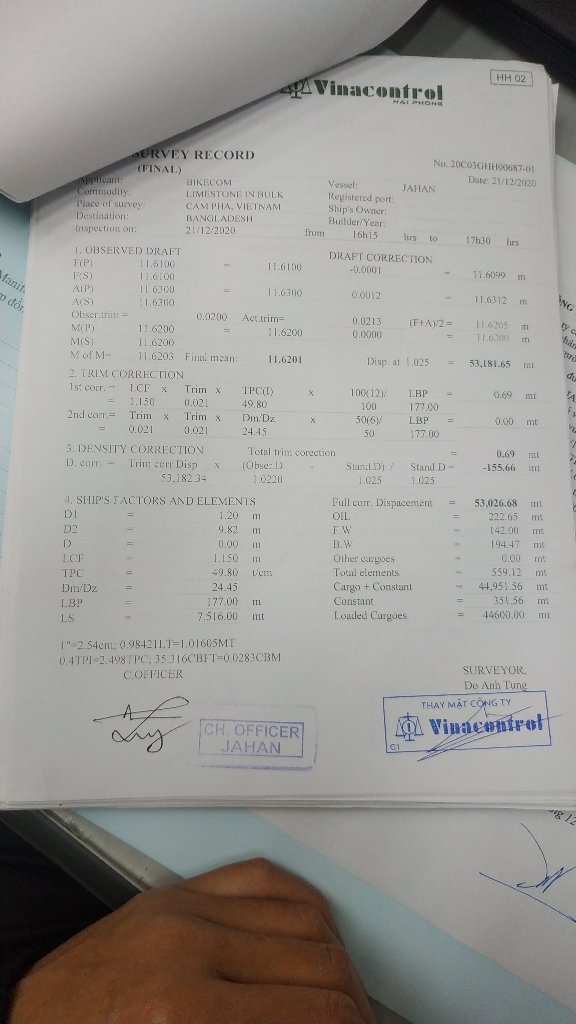 HH 02
Vinacontrol
HAI PHONG
SURVEY RECORD
(FINAL)
No. 20C03GHH00687-01
Date: 21/12/2020
Applicant: BIKECOM
Vessel: JAHAN
Commodity: LIMESTONE IN BULK
Registered port:
Place of survey: CAM PHA, VIETNAM
Ship's Owner:
Destination: BANGLADESH
Builder/Year:
Inspection on: 21/12/2020 from 16h15 hrs to 17h30 hrs
1. OBSERVED DRAFT DRAFT CORRECTION
F(P) 11.6100 = 11.6100 -0.0001 = 11.6099 m
F(S) 11.6100
A(P) 11.6300 = 11.6300 0.0012 = 11.6312 m
A(S) 11.6300
Obser.trim= 0.0200 Act.trim= 0.0213 (F+A)/2 = 11.6205 m
M(P) 11.6200 = 11.6200 0.0000 = 11.6200 m
M(S) 11.6200
M of M= 11.6203 Final mean: 11.6201 Disp. at 1.025 = 53,181.65 mt
2. TRIM CORRECTION
1st corr. = LCF x Trim x TPC(I) x 100(12)/ LBP = 0.69 mt
= 1.150 0.021 49.80 100 177.00
2nd corr.= Trim x Trim x Dm/Dz x 50(6)/ LBP = 0.00 mt
= 0.021 0.021 24.45 50 177.00
3. DENSITY CORRECTION Total trim corection = 0.69 mt
D. corr. = Trim corr.Disp x (Obser.D - Stand.D) / Stand.D = -155.66 mt
53,182.34 1.0220 1.025 1.025
4. SHIP'S FACTORS AND ELEMENTS Full corr. Dispacement = 53,026.68 mt
D1 = 1.20 m OIL = 222.65 mt
D2 = 9.82 m F.W = 142.00 mt
D = 0.00 m B.W = 194.47 mt
LCF = 1.150 m Other cargoes = 0.00 mt
TPC = 49.80 t/cm Total elements = 559.12 mt
Dm/Dz = 24.45 Cargo + Constant = 44,951.56 mt
LBP = 177.00 m Constant = 351.56 mt
LS = 7,516.00 mt Loaded Cargoes = 44600.00 mt
1"=2.54cm; 0.98421LT=1.01605MT
0.4TPI=2.498TPC; 35.316CBFT=0.0283CBM
C.OFFICER
SURVEYOR,
Do Anh Tung
CH. OFFICER
JAHAN
THAY MẶT CÔNG TY
Vinacontrol
C1